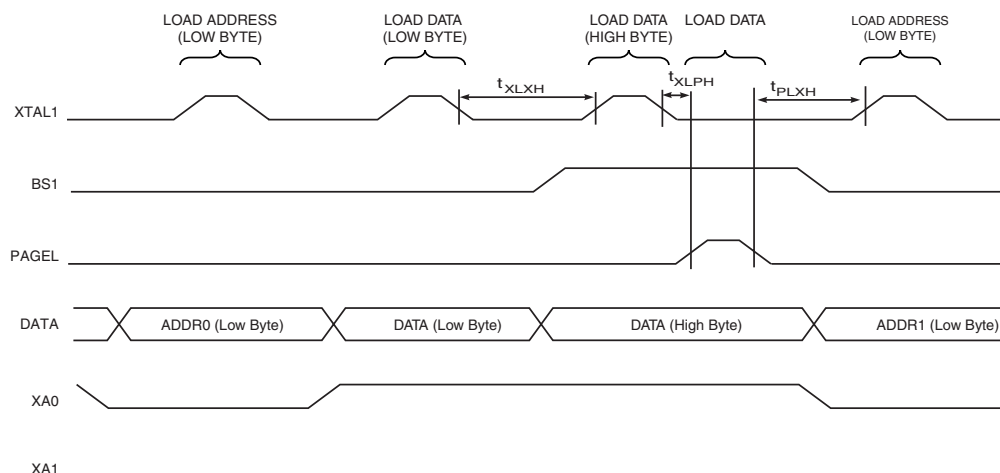 LOAD ADDRESS
(LOW BYTE)
LOAD DATA
(LOW BYTE)
LOAD DATA
(HIGH BYTE)
LOAD DATA
LOAD ADDRESS
(LOW BYTE)
tXLXH
tXLPH
tPLXH
XTAL1
BS1
PAGEL
DATA
ADDR0 (Low Byte)
DATA (Low Byte)
DATA (High Byte)
ADDR1 (Low Byte)
XA0
XA1